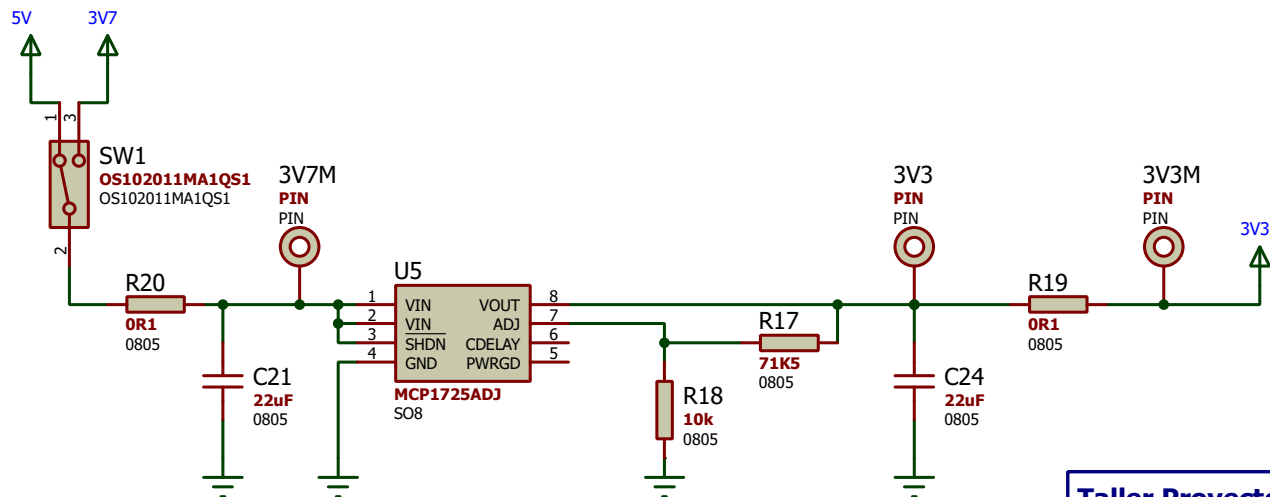 5V
3V7
1
3
SW1
OS102011MA1QS1
OS102011MA1QS1
2
R20
0R1
0805
3V7M
PIN
PIN
C21
22uF
0805
U5
1
VIN
2
VIN
3
SHDN
4
GND
VOUT
8
ADJ
7
CDELAY
6
PWRGD
5
MCP1725ADJ
SO8
R17
71K5
0805
R18
10k
0805
3V3
PIN
PIN
C24
22uF
0805
R19
0R1
0805
3V3M
PIN
PIN
3V3
Taller Proyecto